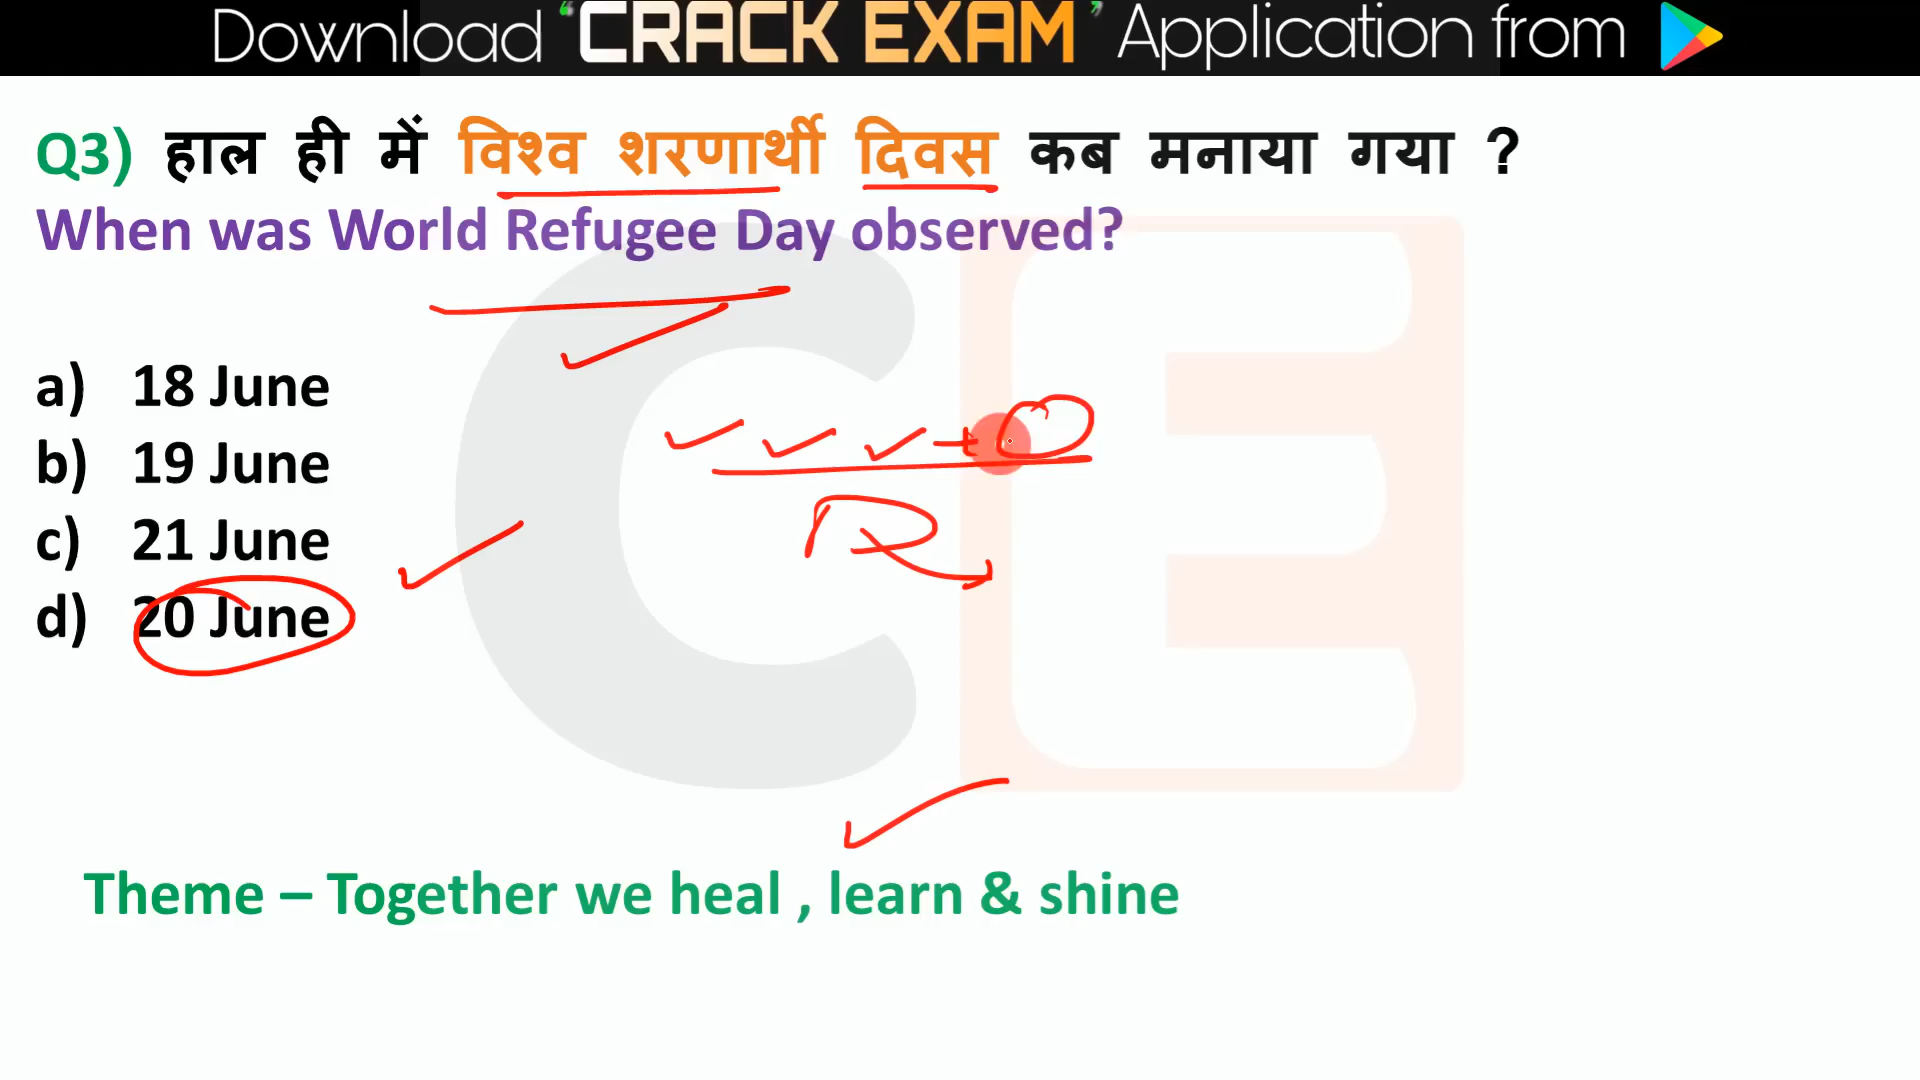 Download 'CRACK EXAM' Application from
Q3) हाल ही में विश्व शरणार्थी दिवस कब मनाया गया ?
When was World Refugee Day observed?
a) 18 June
b) 19 June
c) 21 June
d) 20 June
CE
Theme – Together we heal , learn & shine